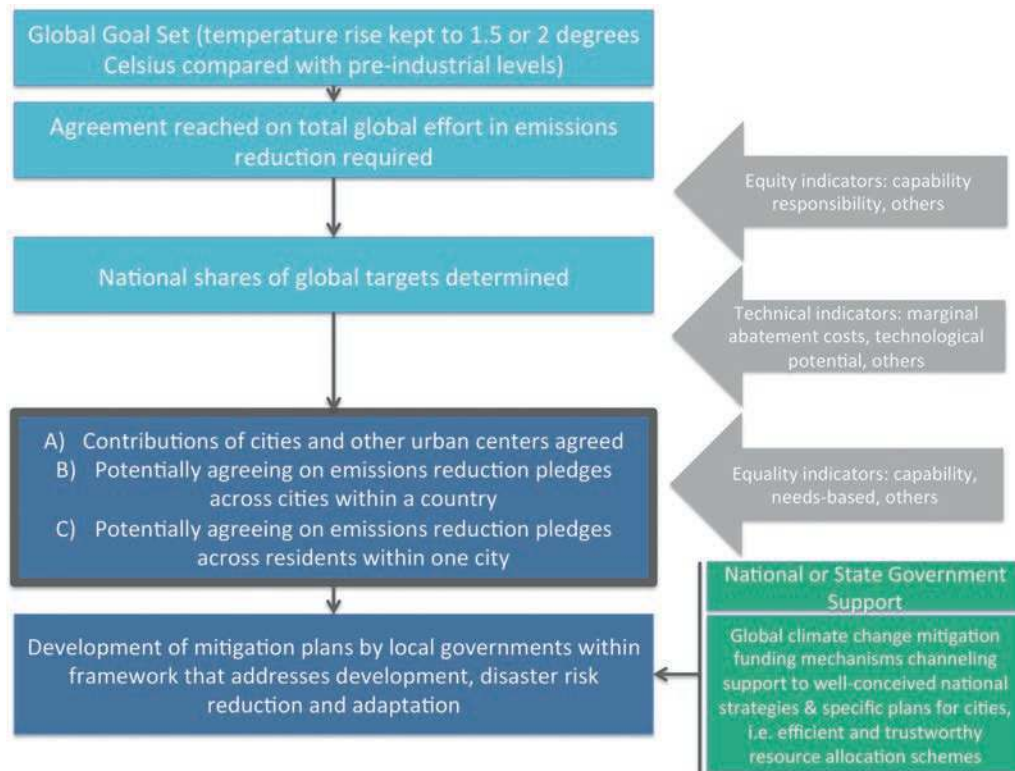 Global Goal Set (temperature rise kept to 1.5 or 2 degrees
Celsius compared with pre-industrial levels)
Agreement reached on total global effort in emissions
reduction required
Equity indicators: capability
responsibility, others
National shares of global targets determined
Technical indicators: marginal
abatement costs, technological
potential, others
A) Contributions of cities and other urban centers agreed
B) Potentially agreeing on emissions reduction pledges
across cities within a country
C) Potentially agreeing on emissions reduction pledges
across residents within one city
Equality indicators: capability,
needs-based, others
National or State Government
Support
Global climate change mitigation
funding mechanisms channeling
support to well-conceived national
strategies & specific plans for cities,
i.e. efficient and trustworthy
resource allocation schemes
Development of mitigation plans by local governments within
framework that addresses development, disaster risk
reduction and adaptation